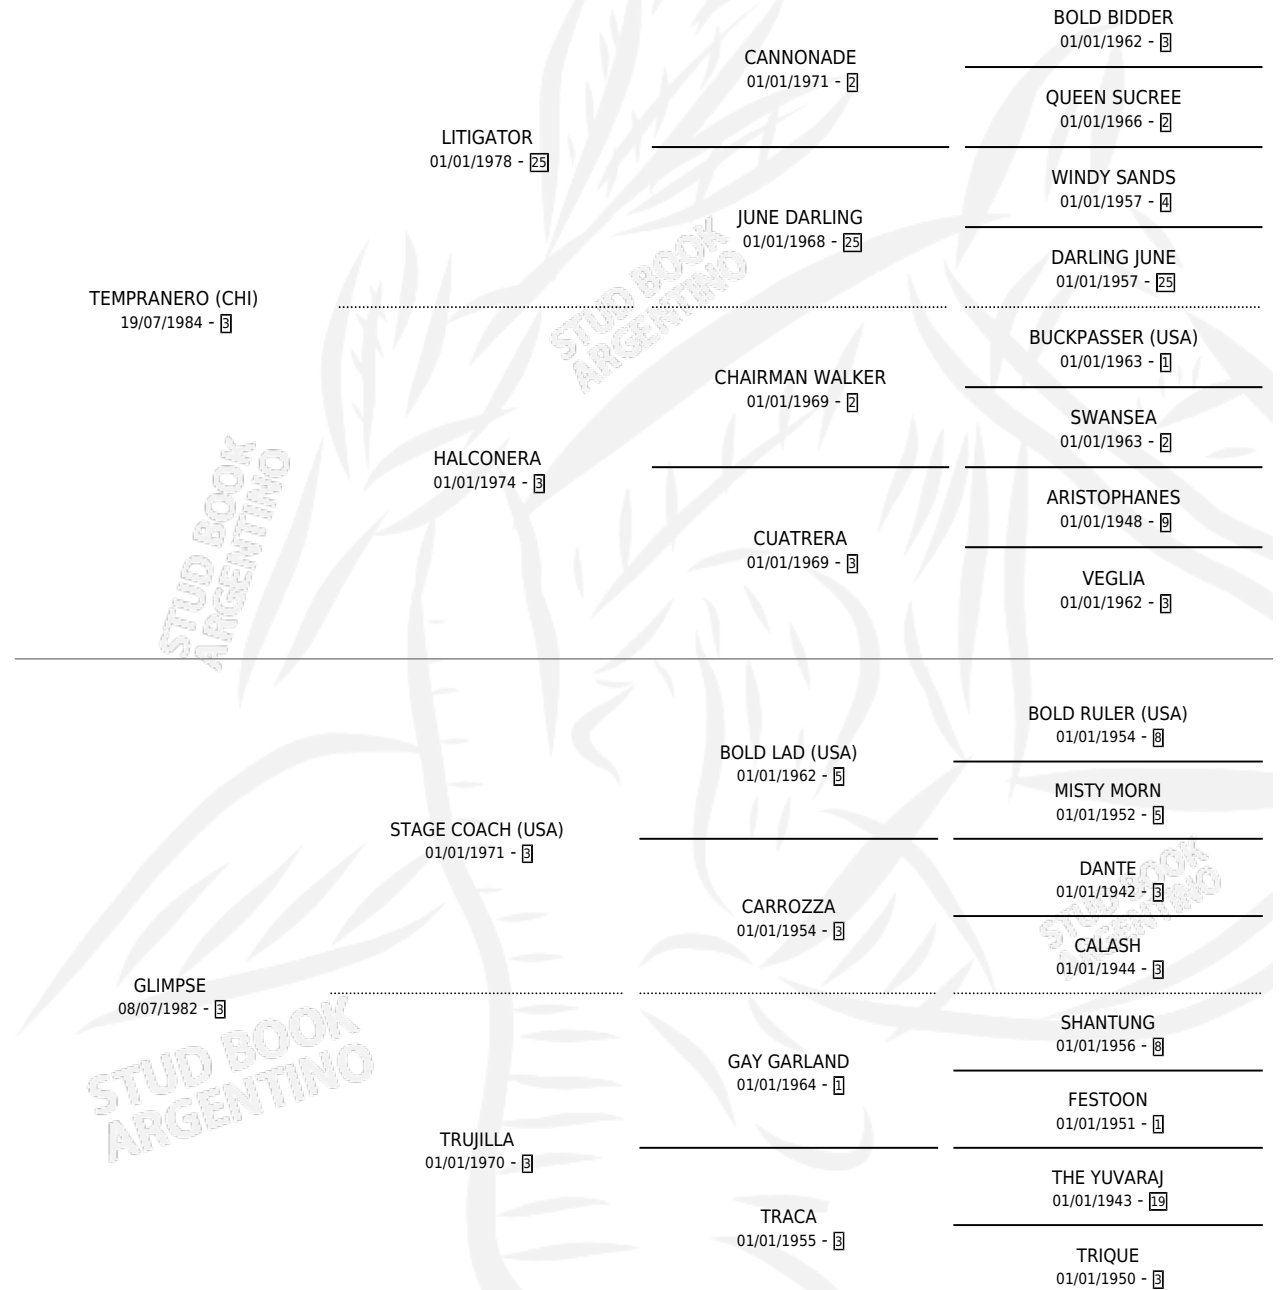 BOLD BIDDER
01/01/1962 - 3
CANNONADE
01/01/1971 - 2
QUEEN SUCREE
01/01/1966 - 2
LITIGATOR
01/01/1978 - 25
WINDY SANDS
01/01/1957 - 4
JUNE DARLING
01/01/1968 - 25
DARLING JUNE
01/01/1957 - 25
TEMPRANERO (CHI)
19/07/1984 - 3
STUD BOOK
ARGENTINO
BUCKPASSER (USA)
01/01/1963 - 1
CHAIRMAN WALKER
01/01/1969 - 2
SWANSEA
01/01/1963 - 2
HALCONERA
01/01/1974 - 3
ARISTOPHANES
01/01/1948 - 9
CUATRERA
01/01/1969 - 3
VEGLIA
01/01/1962 - 3
STUD BOOK
ARGENTINO
BOLD RULER (USA)
01/01/1954 - 8
BOLD LAD (USA)
01/01/1962 - 5
MISTY MORN
01/01/1952 - 5
STAGE COACH (USA)
01/01/1971 - 3
DANTE
01/01/1942 - 3
CARROZZA
01/01/1954 - 3
CALASH
01/01/1944 - 3
STUD BOOK
ARGENTINO
GLIMPSE
08/07/1982 - 3
STUD BOOK
ARGENTINO
SHANTUNG
01/01/1956 - 8
GAY GARLAND
01/01/1964 - 1
FESTOON
01/01/1951 - 1
TRUJILLA
01/01/1970 - 3
THE YUVARAJ
01/01/1943 - 19
TRACA
01/01/1955 - 3
TRIQUE
01/01/1950 - 3